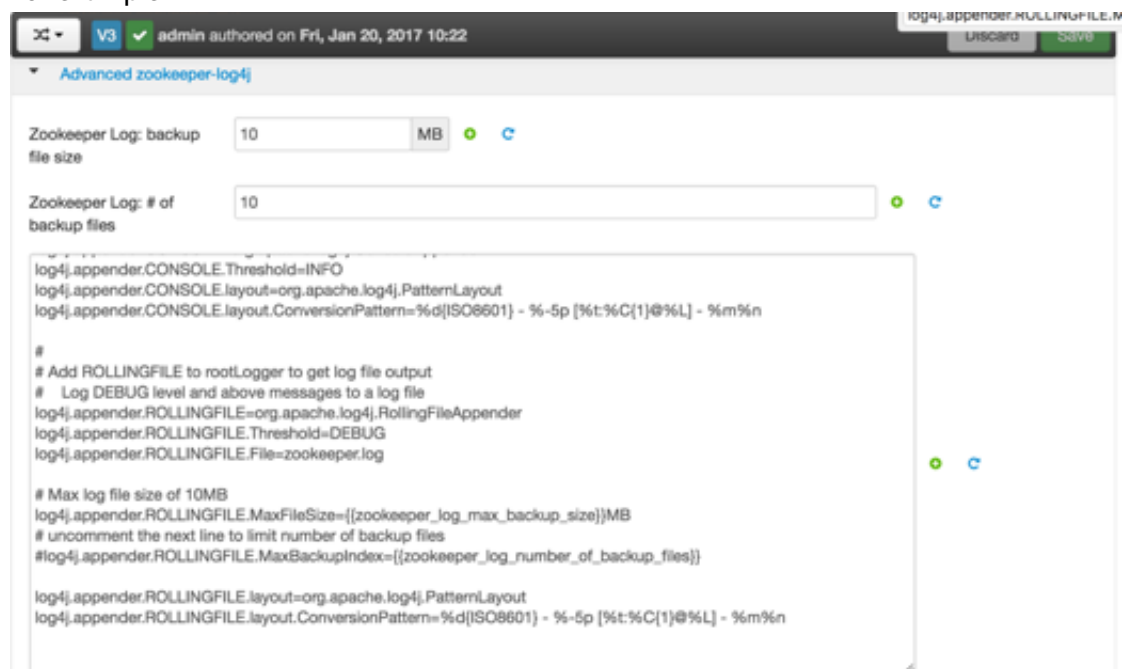 log4j.appender.ROLLINGFILE.M
V3 admin authored on Fri, Jan 20, 2017 10:22
Discard Save
Advanced zookeeper-log4j
Zookeeper Log: backup
file size
10 MB
Zookeeper Log: # of
backup files
10
log4j.appender.CONSOLE.Threshold=INFO
log4j.appender.CONSOLE.layout=org.apache.log4j.PatternLayout
log4j.appender.CONSOLE.layout.ConversionPattern=%d{ISO8601} - %-5p [%t:%C{1}@%L] - %m%n
#
# Add ROLLINGFILE to rootLogger to get log file output
# Log DEBUG level and above messages to a log file
log4j.appender.ROLLINGFILE=org.apache.log4j.RollingFileAppender
log4j.appender.ROLLINGFILE.Threshold=DEBUG
log4j.appender.ROLLINGFILE.File=zookeeper.log
# Max log file size of 10MB
log4j.appender.ROLLINGFILE.MaxFileSize={{zookeeper_log_max_backup_size}}MB
# uncomment the next line to limit number of backup files
#log4j.appender.ROLLINGFILE.MaxBackupIndex={{zookeeper_log_number_of_backup_files}}
log4j.appender.ROLLINGFILE.layout=org.apache.log4j.PatternLayout
log4j.appender.ROLLINGFILE.layout.ConversionPattern=%d{ISO8601} - %-5p [%t:%C{1}@%L] - %m%n